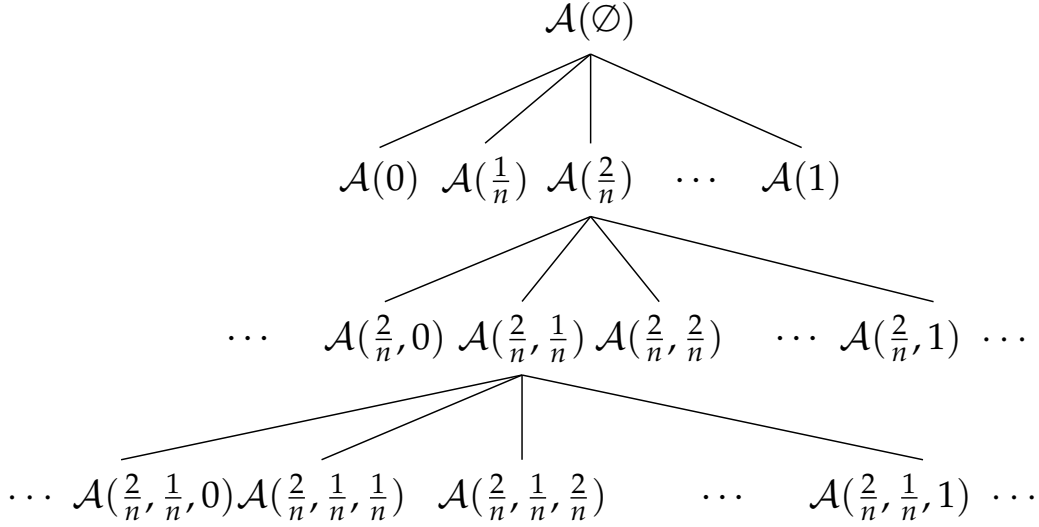 𝒜(∅)
𝒜(0) 𝒜(1/n) 𝒜(2/n) ⋯ 𝒜(1)
⋯ 𝒜(2/n, 0) 𝒜(2/n, 1/n) 𝒜(2/n, 2/n) ⋯ 𝒜(2/n, 1) ⋯
⋯ 𝒜(2/n, 1/n, 0) 𝒜(2/n, 1/n, 1/n) 𝒜(2/n, 1/n, 2/n) ⋯ 𝒜(2/n, 1/n, 1) ⋯